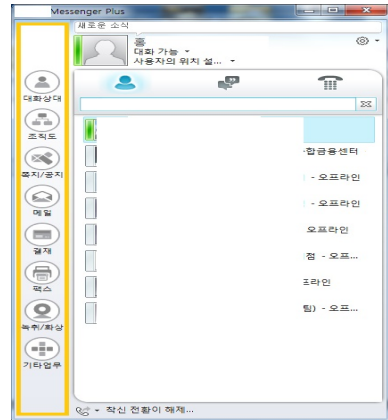 Messenger Plus
새로운 소식
홈
대화 가능
사용자의 위치 설...
대화상대
조직도
쪽지/공지
메일
결재
팩스
녹취/화상
기타업무
합금융센터
- 오프라인
- 오프라인
오프라인
점 - 오프...
프라인
팀) - 오프...
착신 전환이 해제...